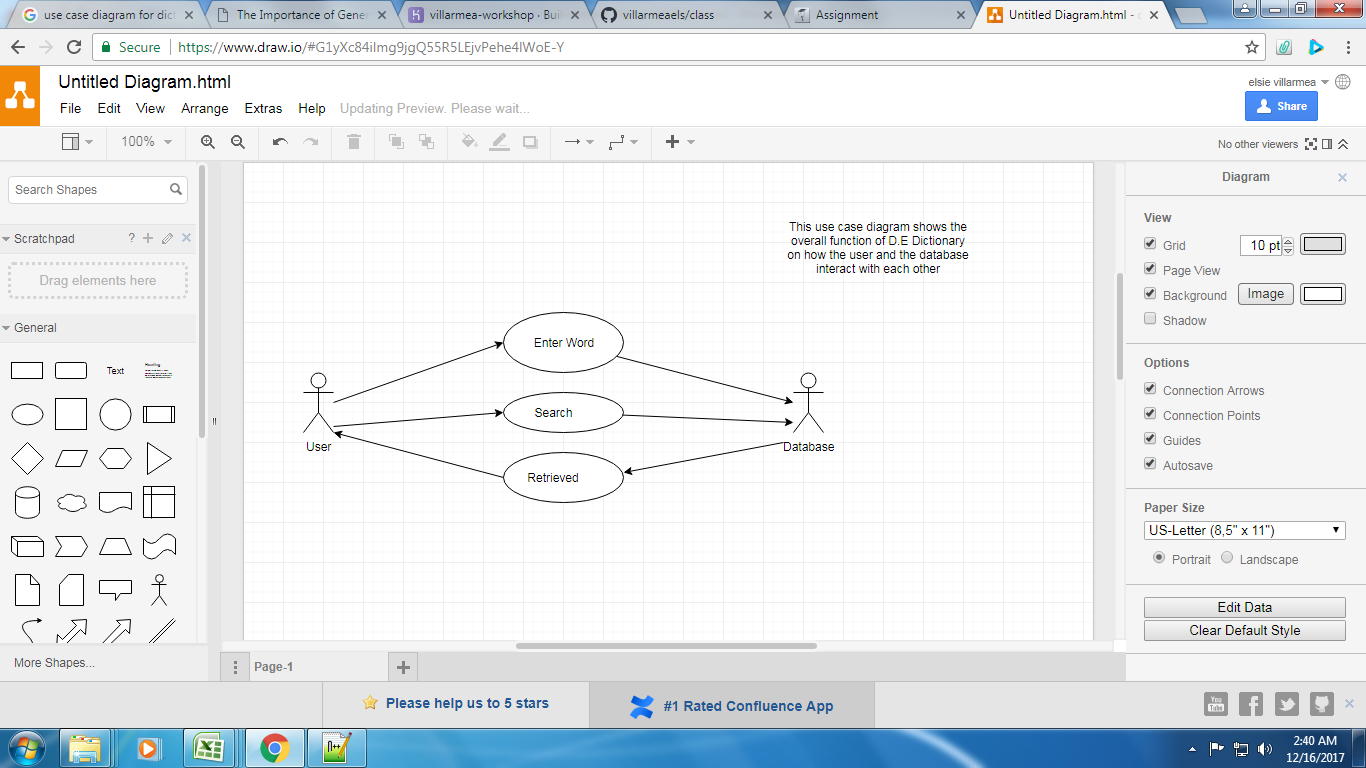 use case diagram for dict
The Importance of Gener
villarmea-workshop · Buil
villarmeaels/class
Assignment
Untitled Diagram.html - d
Secure https://www.draw.io/#G1yXc84iImg9jgQ55R5LEjvPehe4lWoE-Y
Untitled Diagram.html
elsie villarmea
File Edit View Arrange Extras Help Updating Preview. Please wait...
Share
100%
No other viewers
Search Shapes
Scratchpad ?
Drag elements here
General
Text
Heading
More Shapes...
This use case diagram shows the
overall function of D.E Dictionary
on how the user and the database
interact with each other
Enter Word
Search
Retrieved
User
Database
Page-1
Diagram
View
Grid 10 pt
Page View
Background Image
Shadow
Options
Connection Arrows
Connection Points
Guides
Autosave
Paper Size
US-Letter (8,5" x 11")
Portrait Landscape
Edit Data
Clear Default Style
Please help us to 5 stars
#1 Rated Confluence App
You
Tube
2:40 AM
12/16/2017